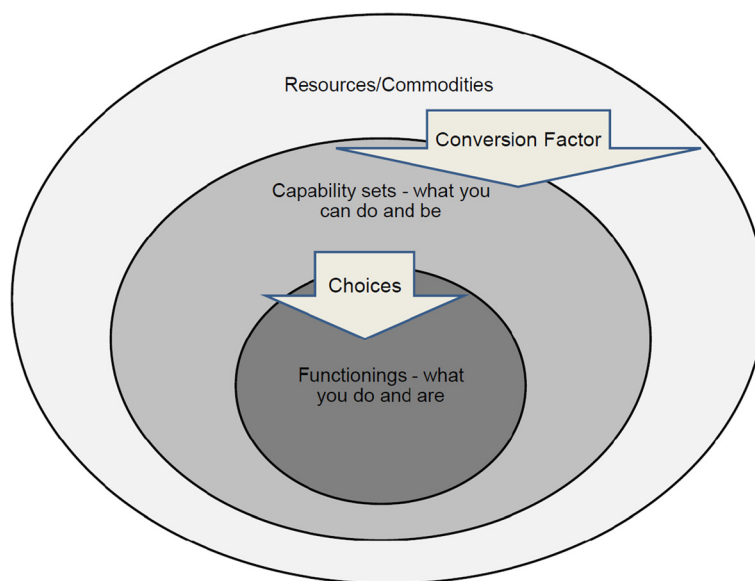 Resources/Commodities
Conversion Factor
Capability sets - what you
can do and be
Choices
Functionings - what
you do and are